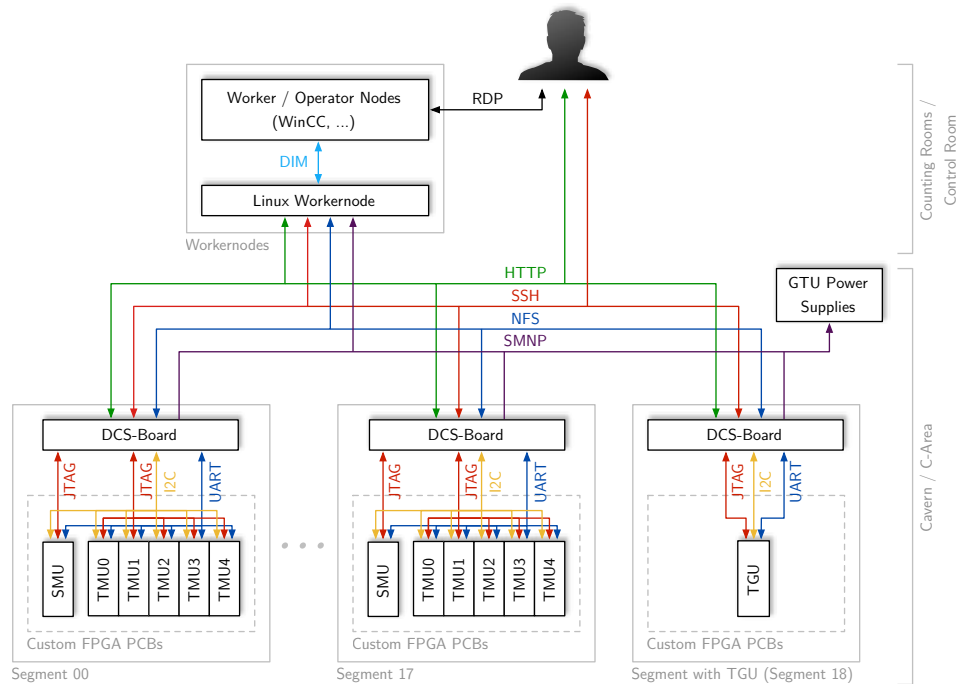 Worker / Operator Nodes
(WinCC, ...)
RDP
DIM
Linux Workernode
Workernodes
Counting Rooms /
Control Room
HTTP
SSH
NFS
SMNP
GTU Power
Supplies
Cavern / C-Area
DCS-Board
JTAG
JTAG
I2C
UART
SMU
TMU0
TMU1
TMU2
TMU3
TMU4
Custom FPGA PCBs
Segment 00
DCS-Board
JTAG
JTAG
I2C
UART
SMU
TMU0
TMU1
TMU2
TMU3
TMU4
Custom FPGA PCBs
Segment 17
DCS-Board
JTAG
I2C
UART
TGU
Custom FPGA PCBs
Segment with TGU (Segment 18)